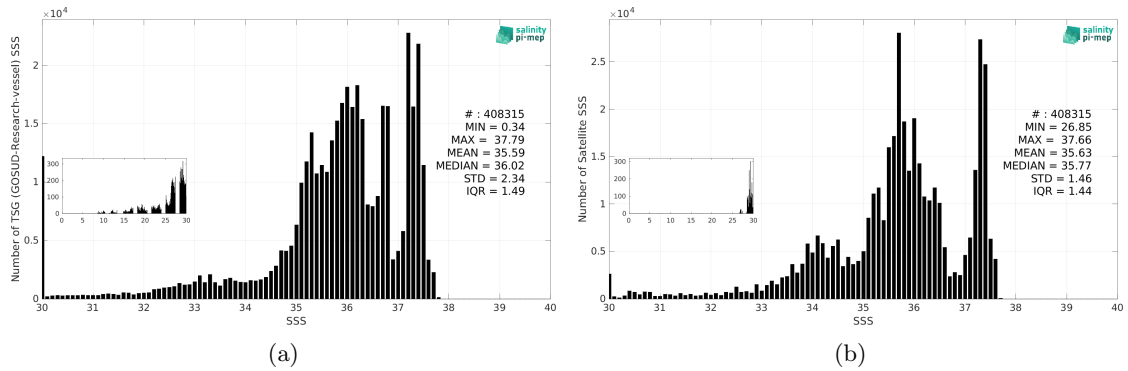 ×10⁴
2
1.5
1
0.5
0
Number of TSG (GOSUD-Research-vessel) SSS
30 31 32 33 34 35 36 37 38 39 40
SSS
300
200
100
0
0 5 10 15 20 25 30
salinity
pi-mep
# : 408315
MIN = 0.34
MAX = 37.79
MEAN = 35.59
MEDIAN = 36.02
STD = 2.34
IQR = 1.49
(a)
×10⁴
2.5
2
1.5
1
0.5
0
Number of Satellite SSS
30 31 32 33 34 35 36 37 38 39 40
SSS
300
200
100
0
0 5 10 15 20 25 30
salinity
pi-mep
# : 408315
MIN = 26.85
MAX = 37.66
MEAN = 35.63
MEDIAN = 35.77
STD = 1.46
IQR = 1.44
(b)